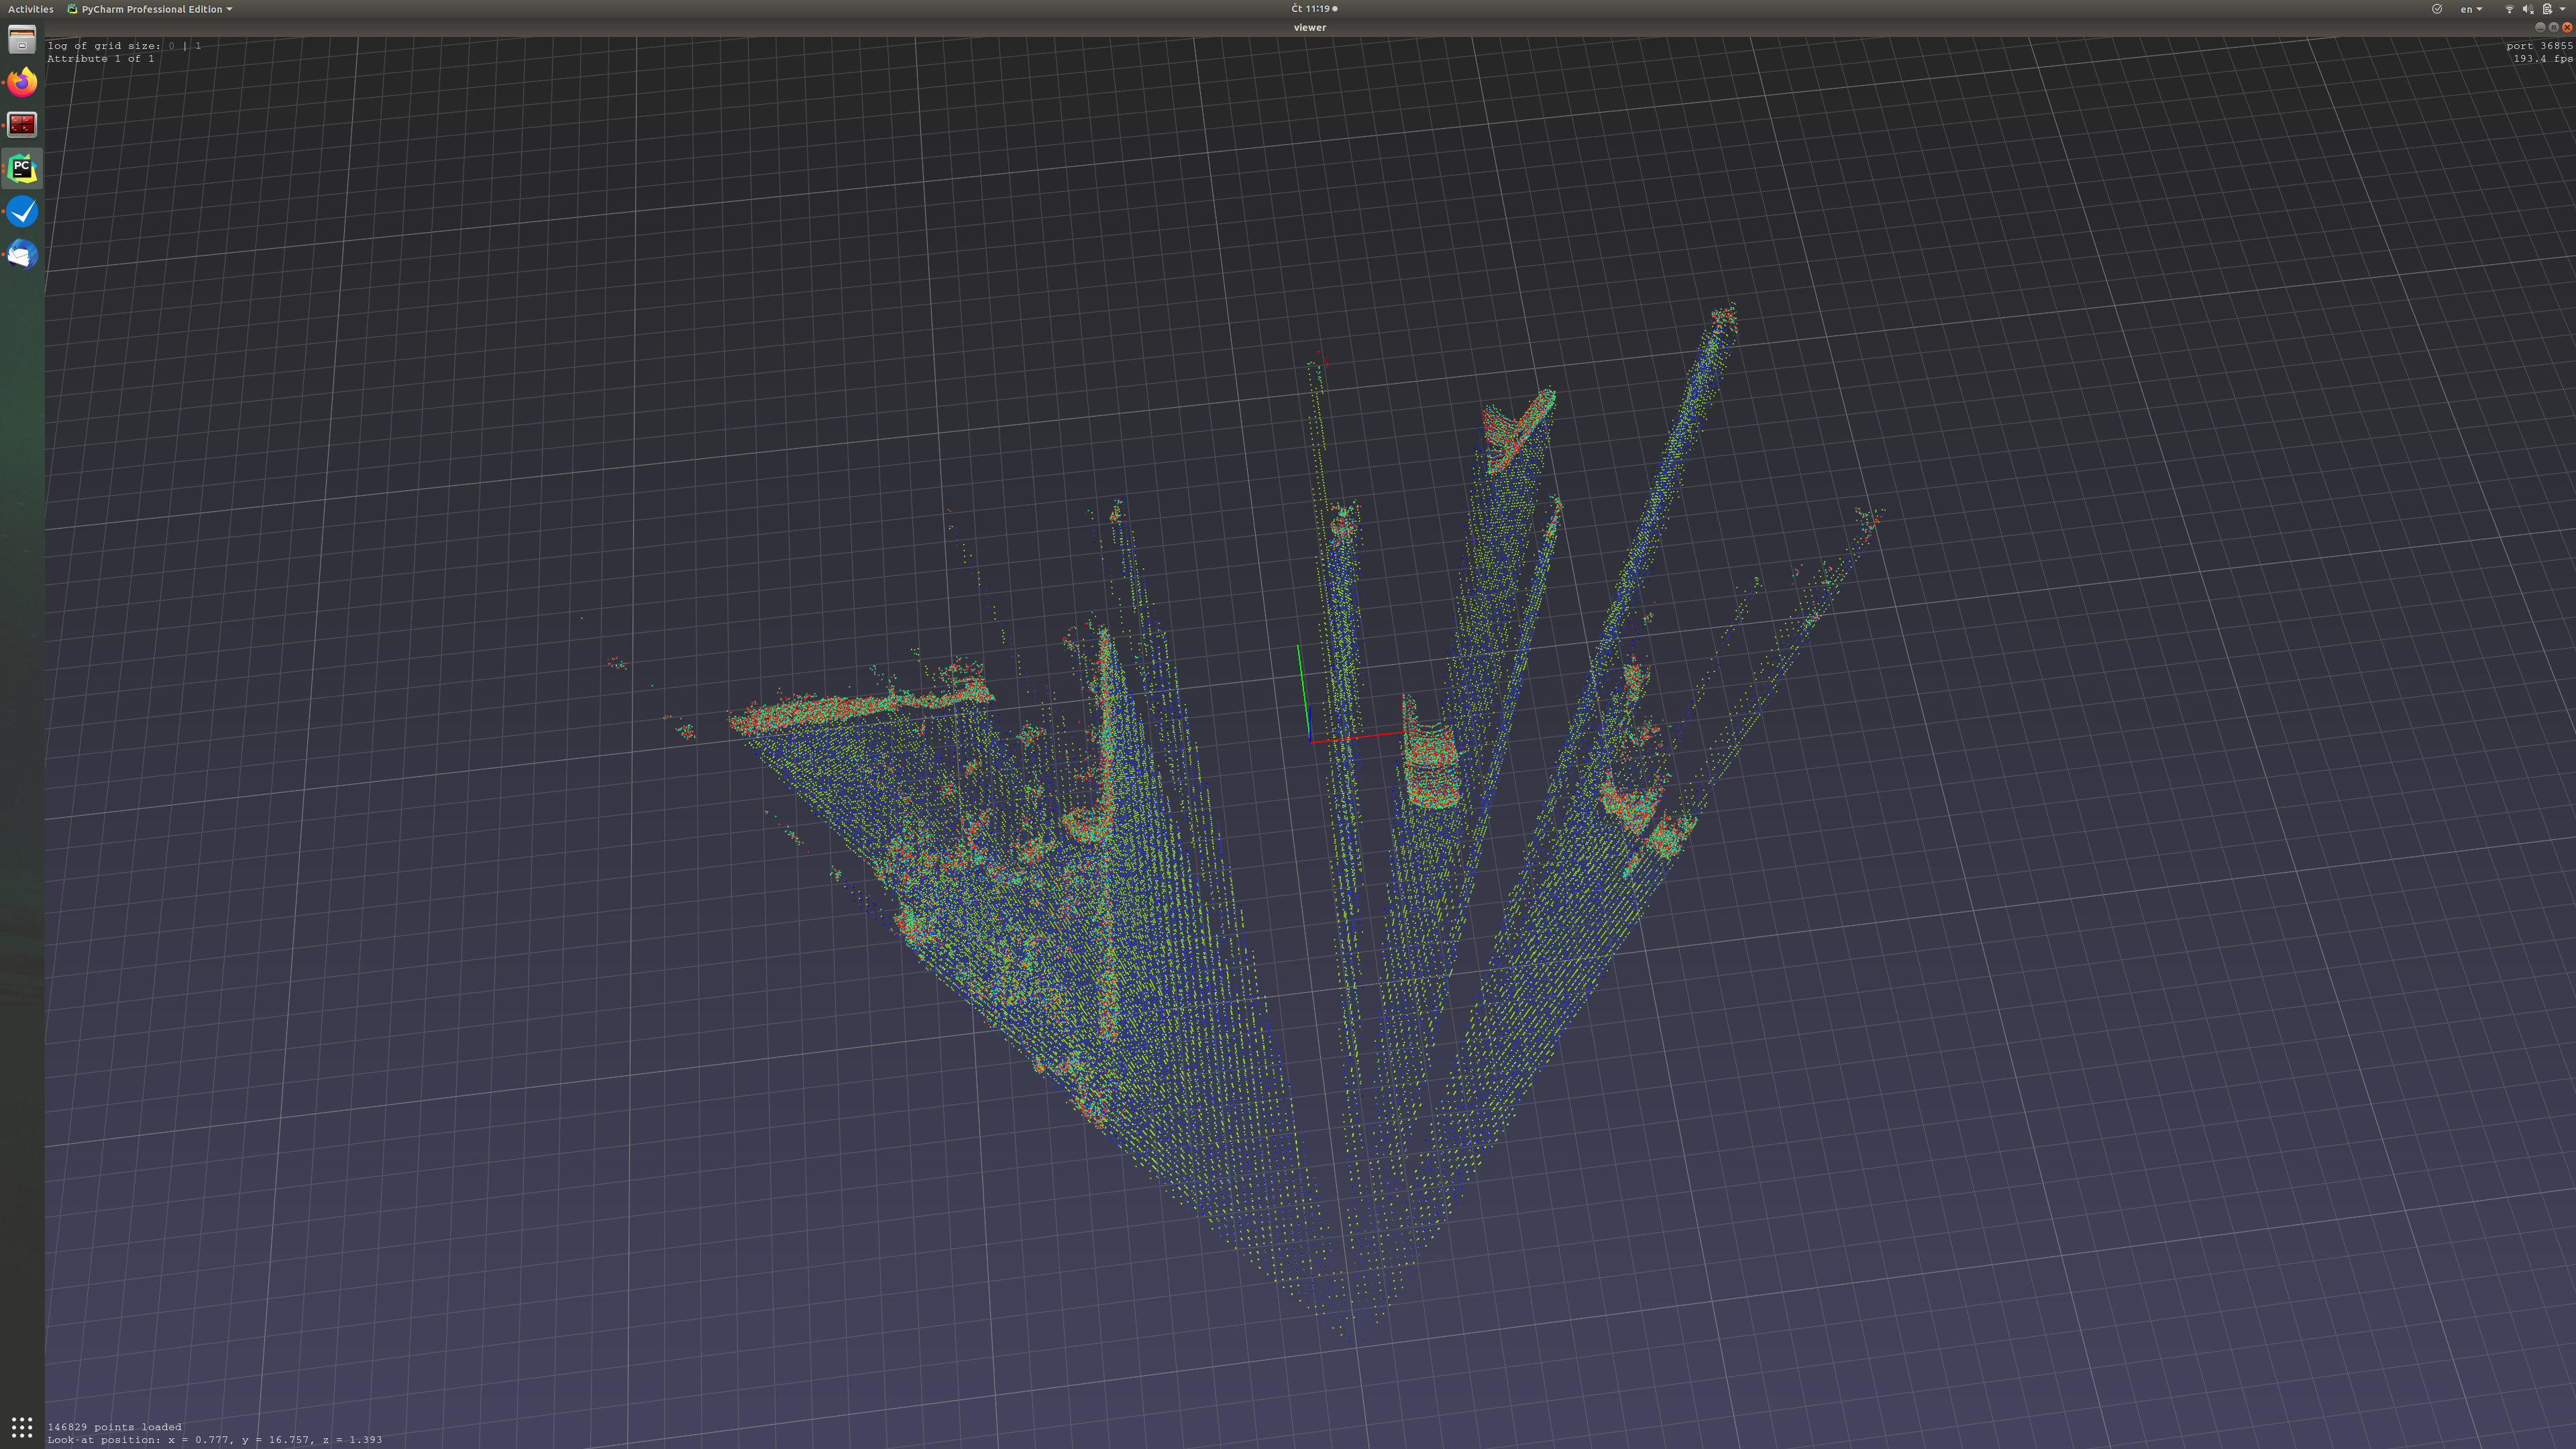 Activities PyCharm Professional Edition Čt 11:19 en
viewer
log of grid size: 0 | 1
Attribute 1 of 1
port 36855
193.4 fps
PC
146829 points loaded
Look-at position: x = 0.777, y = 16.757, z = 1.393